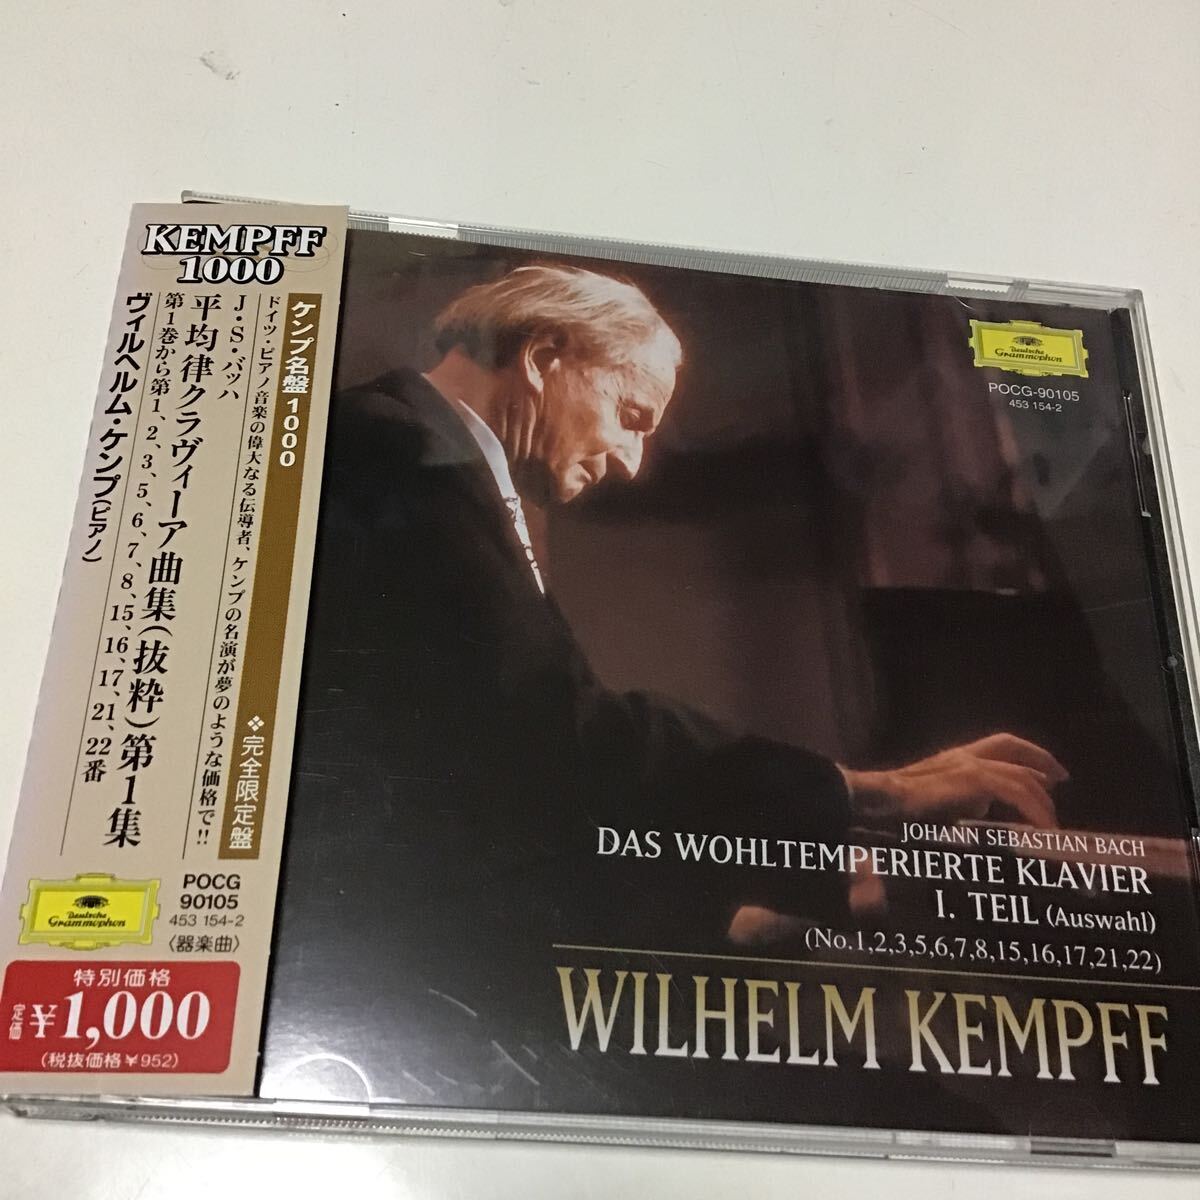 KEMPFF
1000
ケンプ名盤1000
❖完全限定盤
ドイツ・ピアノ音楽の偉大なる伝導者、ケンプの名演が夢のような価格で!!
J・S・バッハ
平均律クラヴィーア曲集(抜粋)第1集
第1巻から第1、2、3、5、6、7、8、15、16、17、21、22番
ヴィルヘルム・ケンプ(ピアノ)
Deutsche
Grammophon
POCG
90105
453 154-2
〈器楽曲〉
特別価格
定価¥1,000
(税抜価格¥952)
Deutsche
Grammophon
POCG-90105
453 154-2
JOHANN SEBASTIAN BACH
DAS WOHLTEMPERIERTE KLAVIER
I. TEIL (Auswahl)
(No.1,2,3,5,6,7,8,15,16,17,21,22)
WILHELM KEMPFF